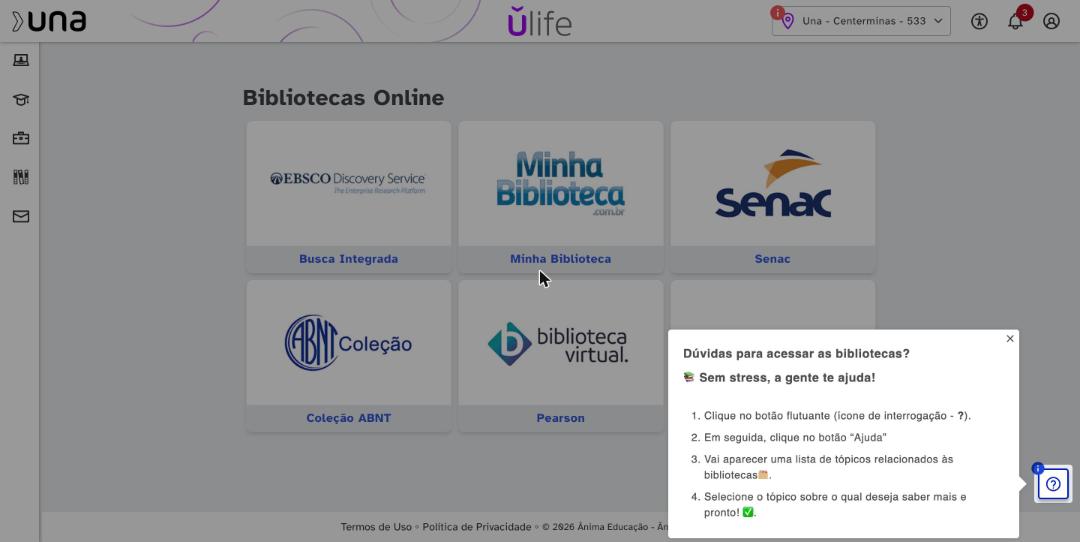 una
ūlife
Una - Centerminas - 533
3
Bibliotecas Online
EBSCO Discovery Service
The Enterprise Research Platform
Minha
Biblioteca
.com.br
Senac
Busca Integrada
Minha Biblioteca
Senac
ABNT Coleção
biblioteca
virtual.
Coleção ABNT
Pearson
Dúvidas para acessar as bibliotecas?
📚 Sem stress, a gente te ajuda!
1. Clique no botão flutuante (ícone de interrogação - ?).
2. Em seguida, clique no botão “Ajuda”
3. Vai aparecer uma lista de tópicos relacionados às
bibliotecas.
4. Selecione o tópico sobre o qual deseja saber mais e
pronto! ✅.
Termos de Uso • Política de Privacidade • © 2026 Ânima Educação - Ân